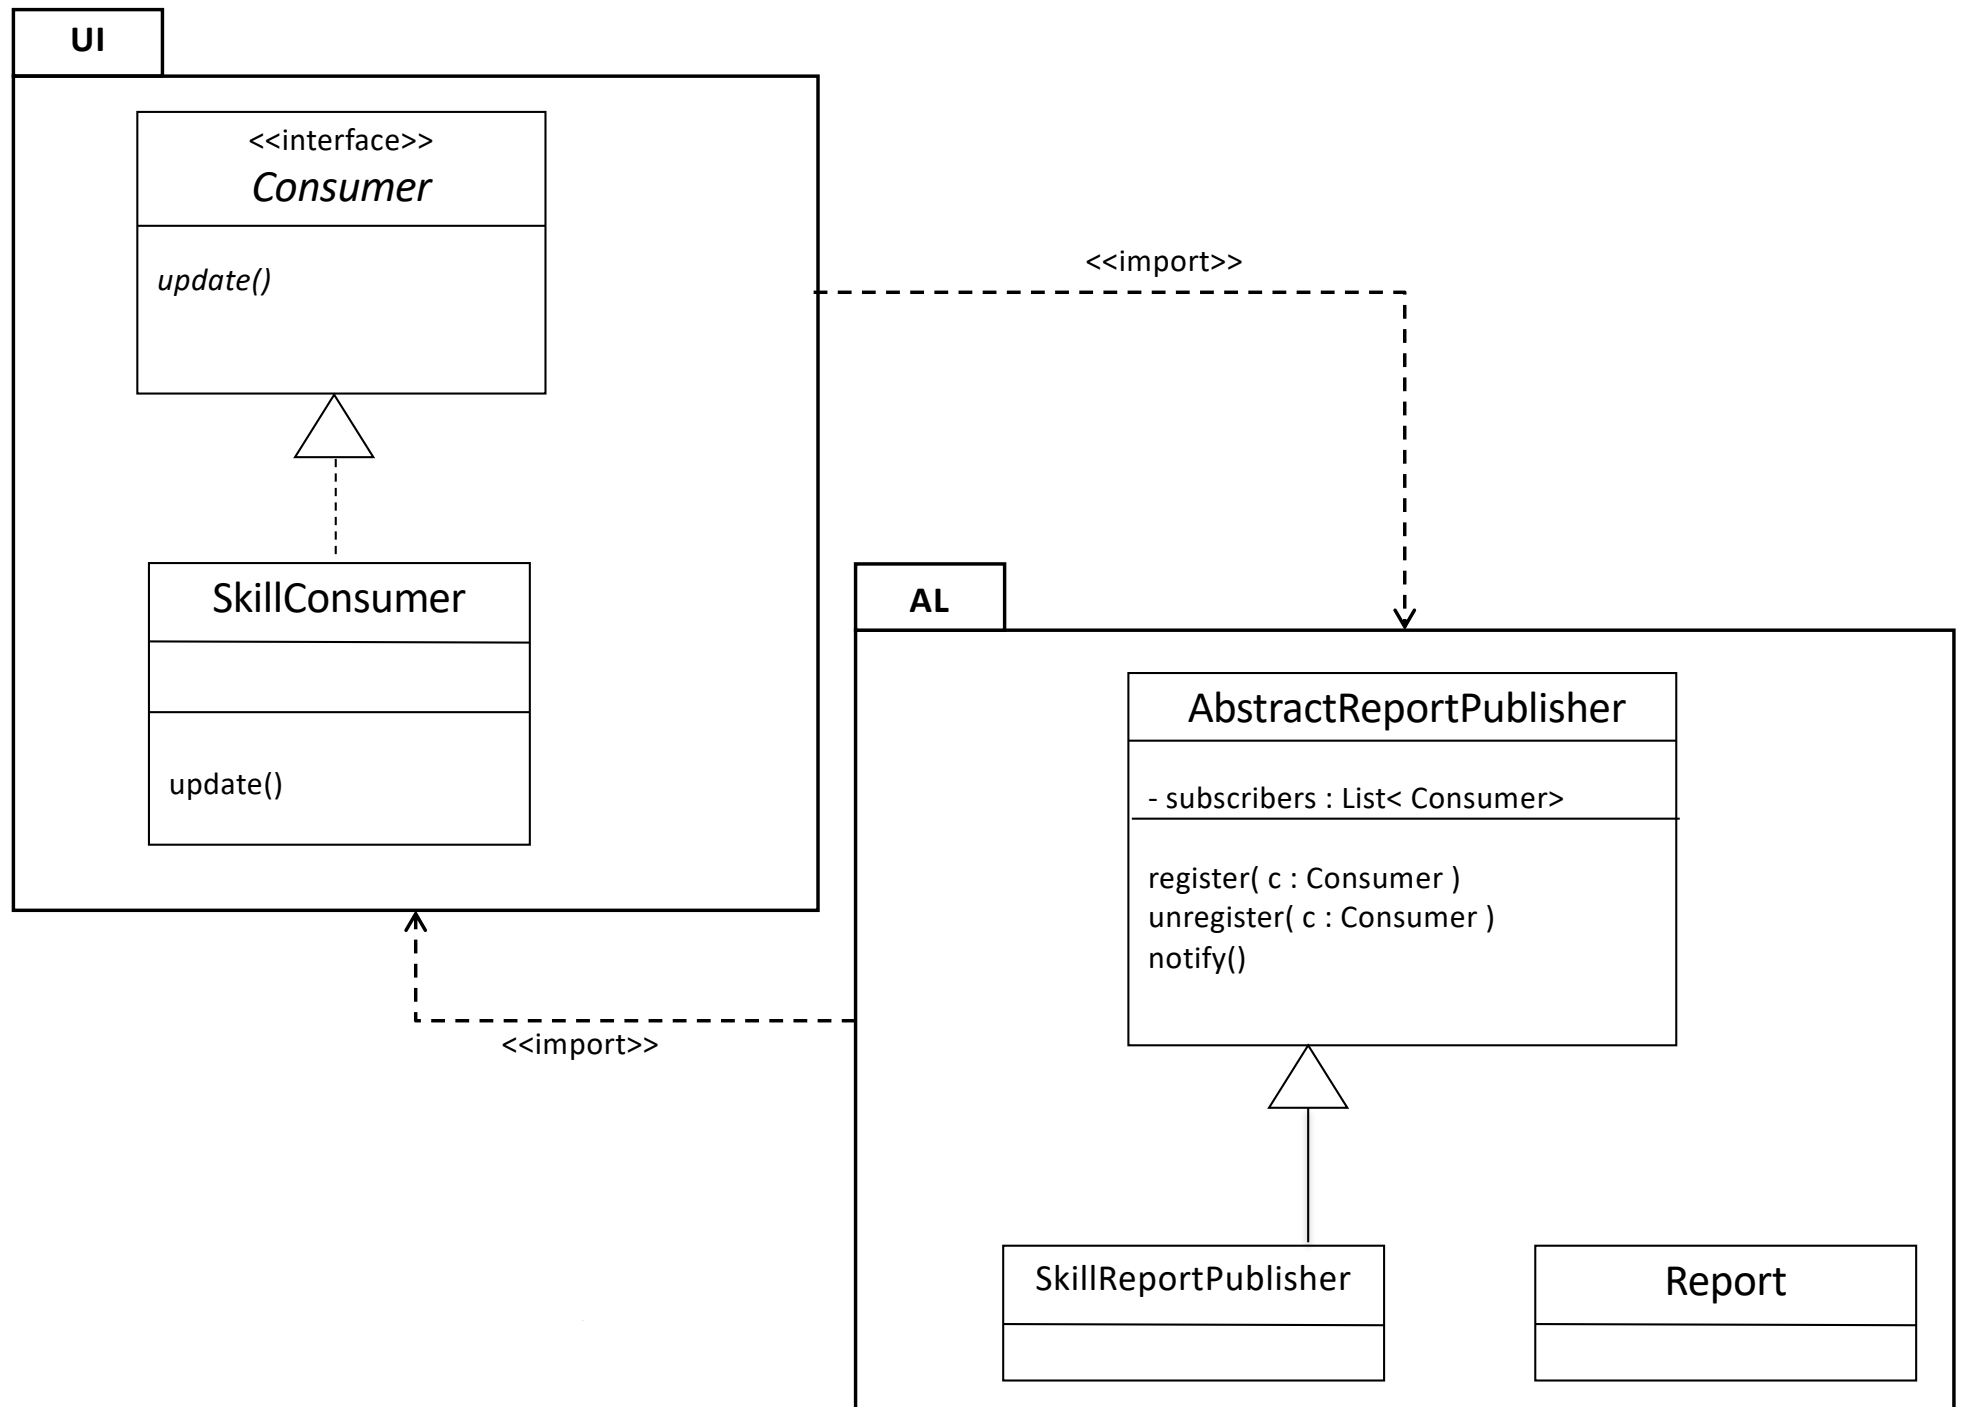 UI
<<interface>>
Consumer
update()
<<import>>
SkillConsumer
update()
AL
AbstractReportPublisher
- subscribers : List< Consumer>
register( c : Consumer )
unregister( c : Consumer )
notify()
<<import>>
SkillReportPublisher
Report